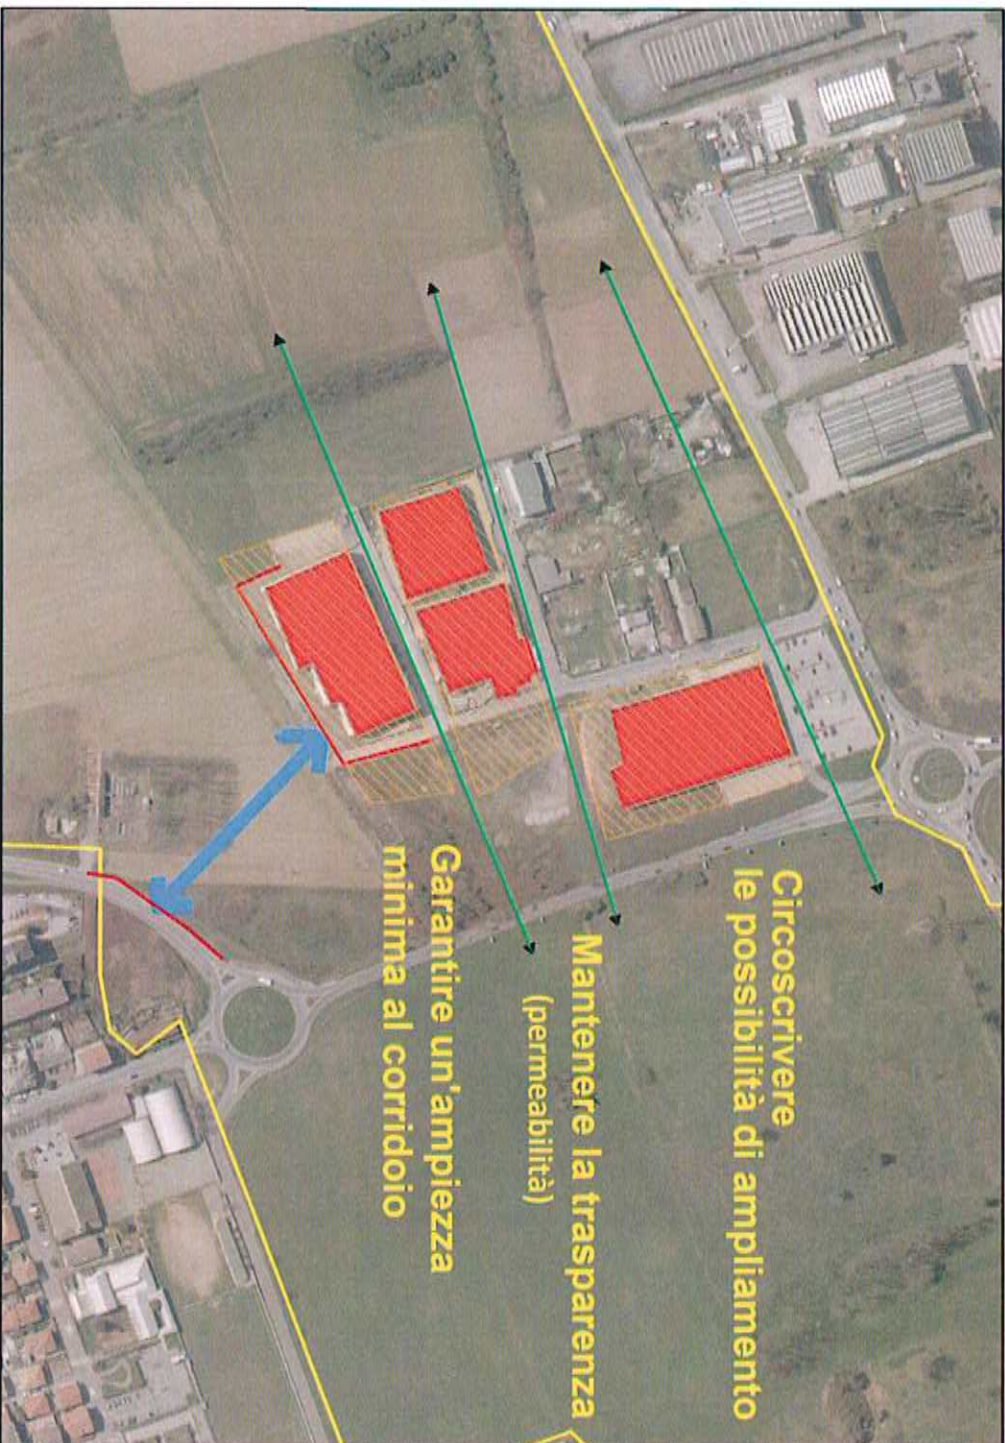 Circoscrivere
le possibilità di ampliamento
Mantenere la trasparenza
(permeabilità)
Garantire un'ampiezza
minima al corridoio